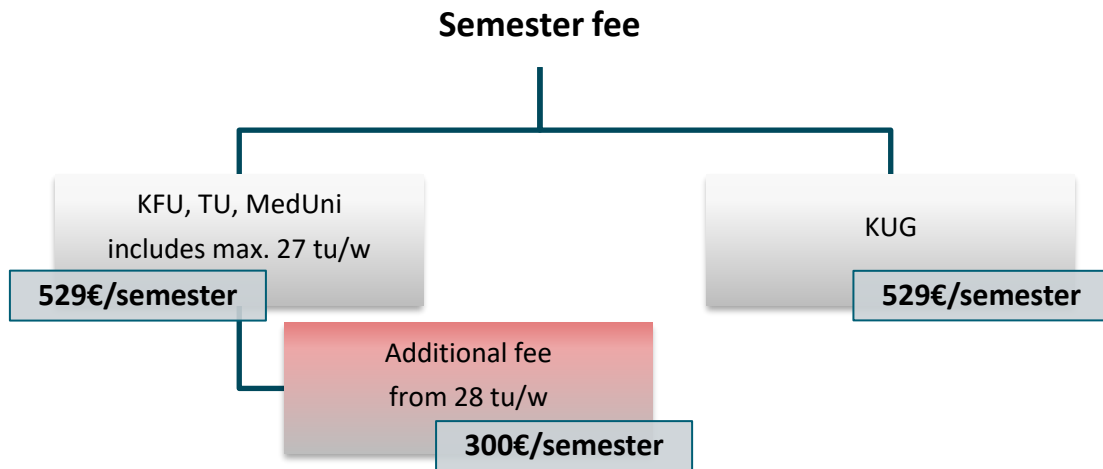 Semester fee
KFU, TU, MedUni
includes max. 27 tu/w
529€/semester
KUG
529€/semester
Additional fee
from 28 tu/w
300€/semester